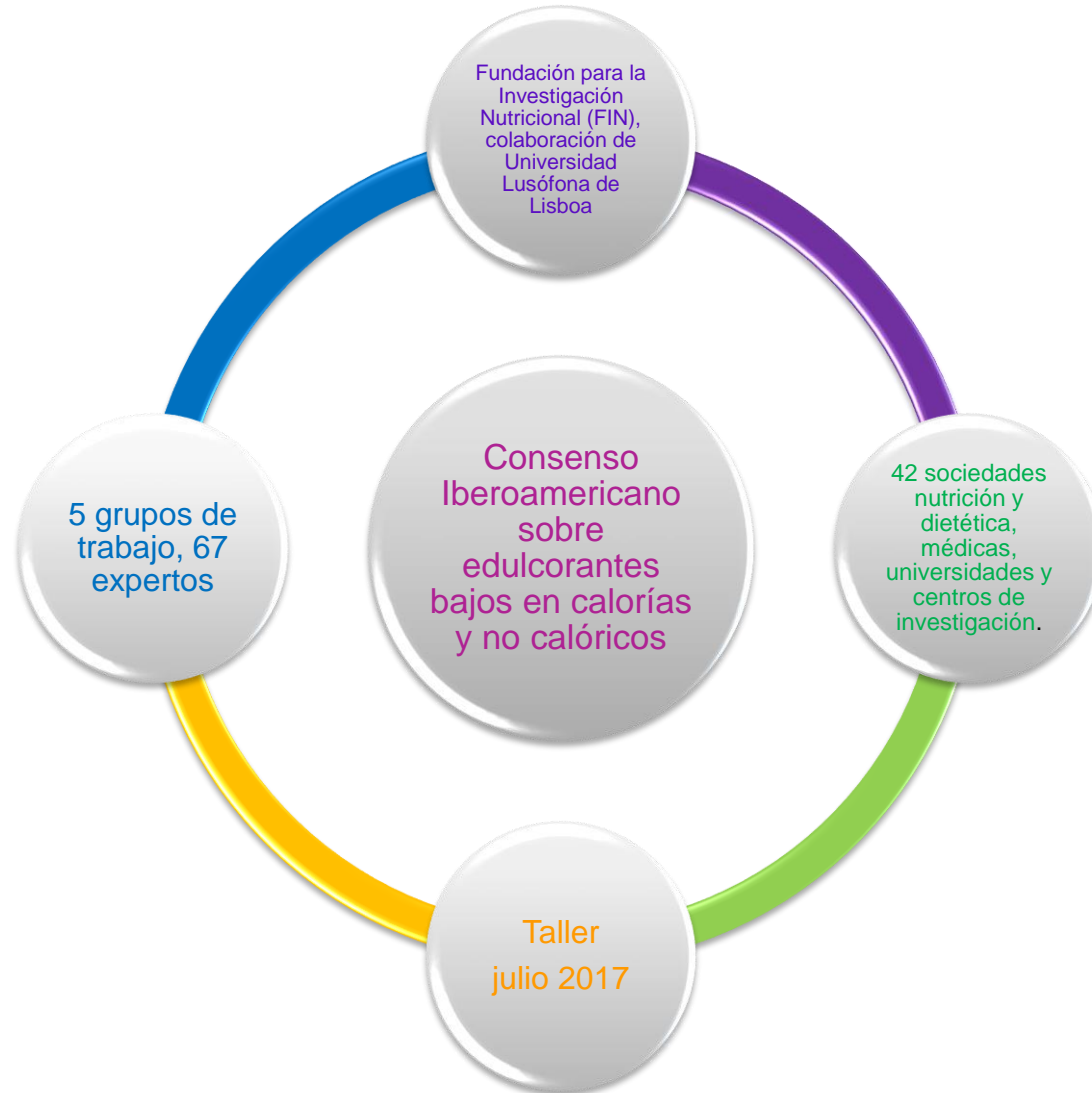 Fundación para la
Investigación
Nutricional (FIN),
colaboración de
Universidad
Lusófona de
Lisboa
5 grupos de
trabajo, 67
expertos
Consenso
Iberoamericano
sobre
edulcorantes
bajos en calorías
y no calóricos
42 sociedades
nutrición y
dietética,
médicas,
universidades y
centros de
investigación.
Taller
julio 2017